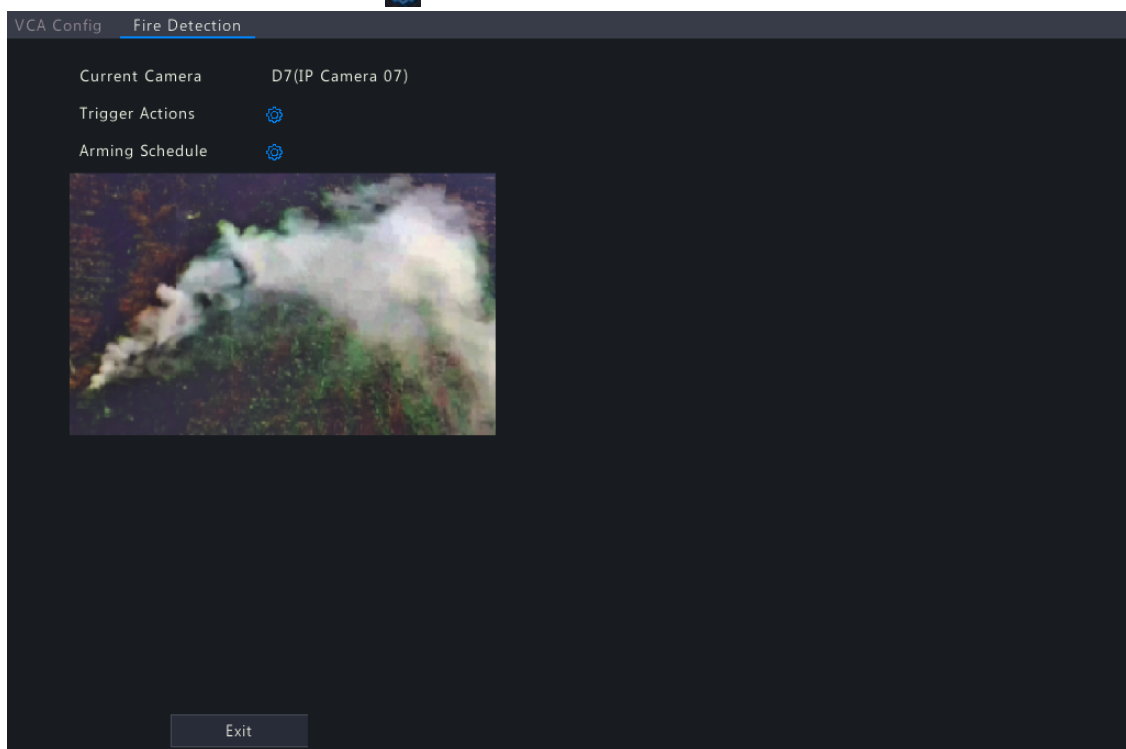 VCA Config Fire Detection
Current Camera D7(IP Camera 07)
Trigger Actions
Arming Schedule
Exit